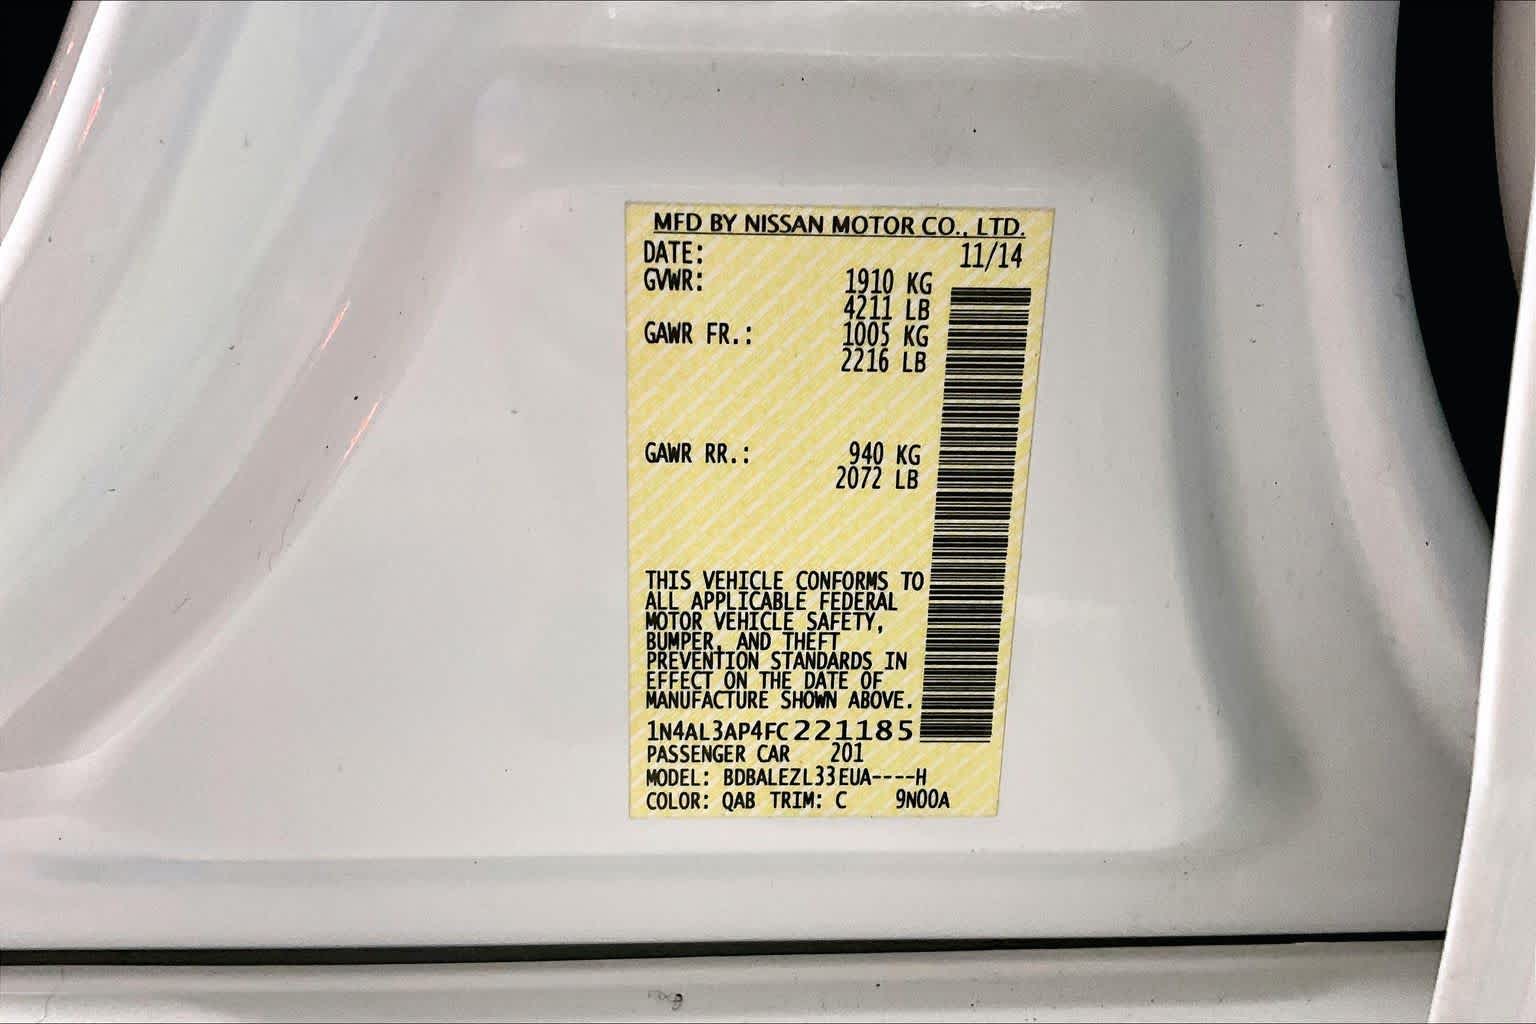 MFD BY NISSAN MOTOR CO., LTD.
DATE: 11/14
GVWR: 1910 KG
4211 LB
GAWR FR.: 1005 KG
2216 LB
GAWR RR.: 940 KG
2072 LB
THIS VEHICLE CONFORMS TO
ALL APPLICABLE FEDERAL
MOTOR VEHICLE SAFETY,
BUMPER, AND THEFT
PREVENTION STANDARDS IN
EFFECT ON THE DATE OF
MANUFACTURE SHOWN ABOVE.
1N4AL3AP4FC221185
PASSENGER CAR 201
MODEL: BDBALEZL33EUA----H
COLOR: QAB TRIM: C 9N00A